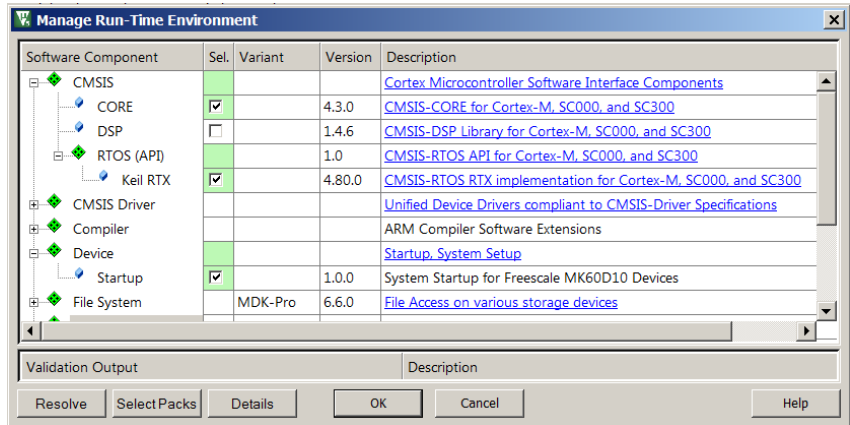 Manage Run-Time Environment
Software Component Sel. Variant Version Description
CMSIS Cortex Microcontroller Software Interface Components
CORE 4.3.0 CMSIS-CORE for Cortex-M, SC000, and SC300
DSP 1.4.6 CMSIS-DSP Library for Cortex-M, SC000, and SC300
RTOS (API) 1.0 CMSIS-RTOS API for Cortex-M, SC000, and SC300
Keil RTX 4.80.0 CMSIS-RTOS RTX implementation for Cortex-M, SC000, and SC300
CMSIS Driver Unified Device Drivers compliant to CMSIS-Driver Specifications
Compiler ARM Compiler Software Extensions
Device Startup, System Setup
Startup 1.0.0 System Startup for Freescale MK60D10 Devices
File System MDK-Pro 6.6.0 File Access on various storage devices
Validation Output Description
Resolve Select Packs Details OK Cancel Help